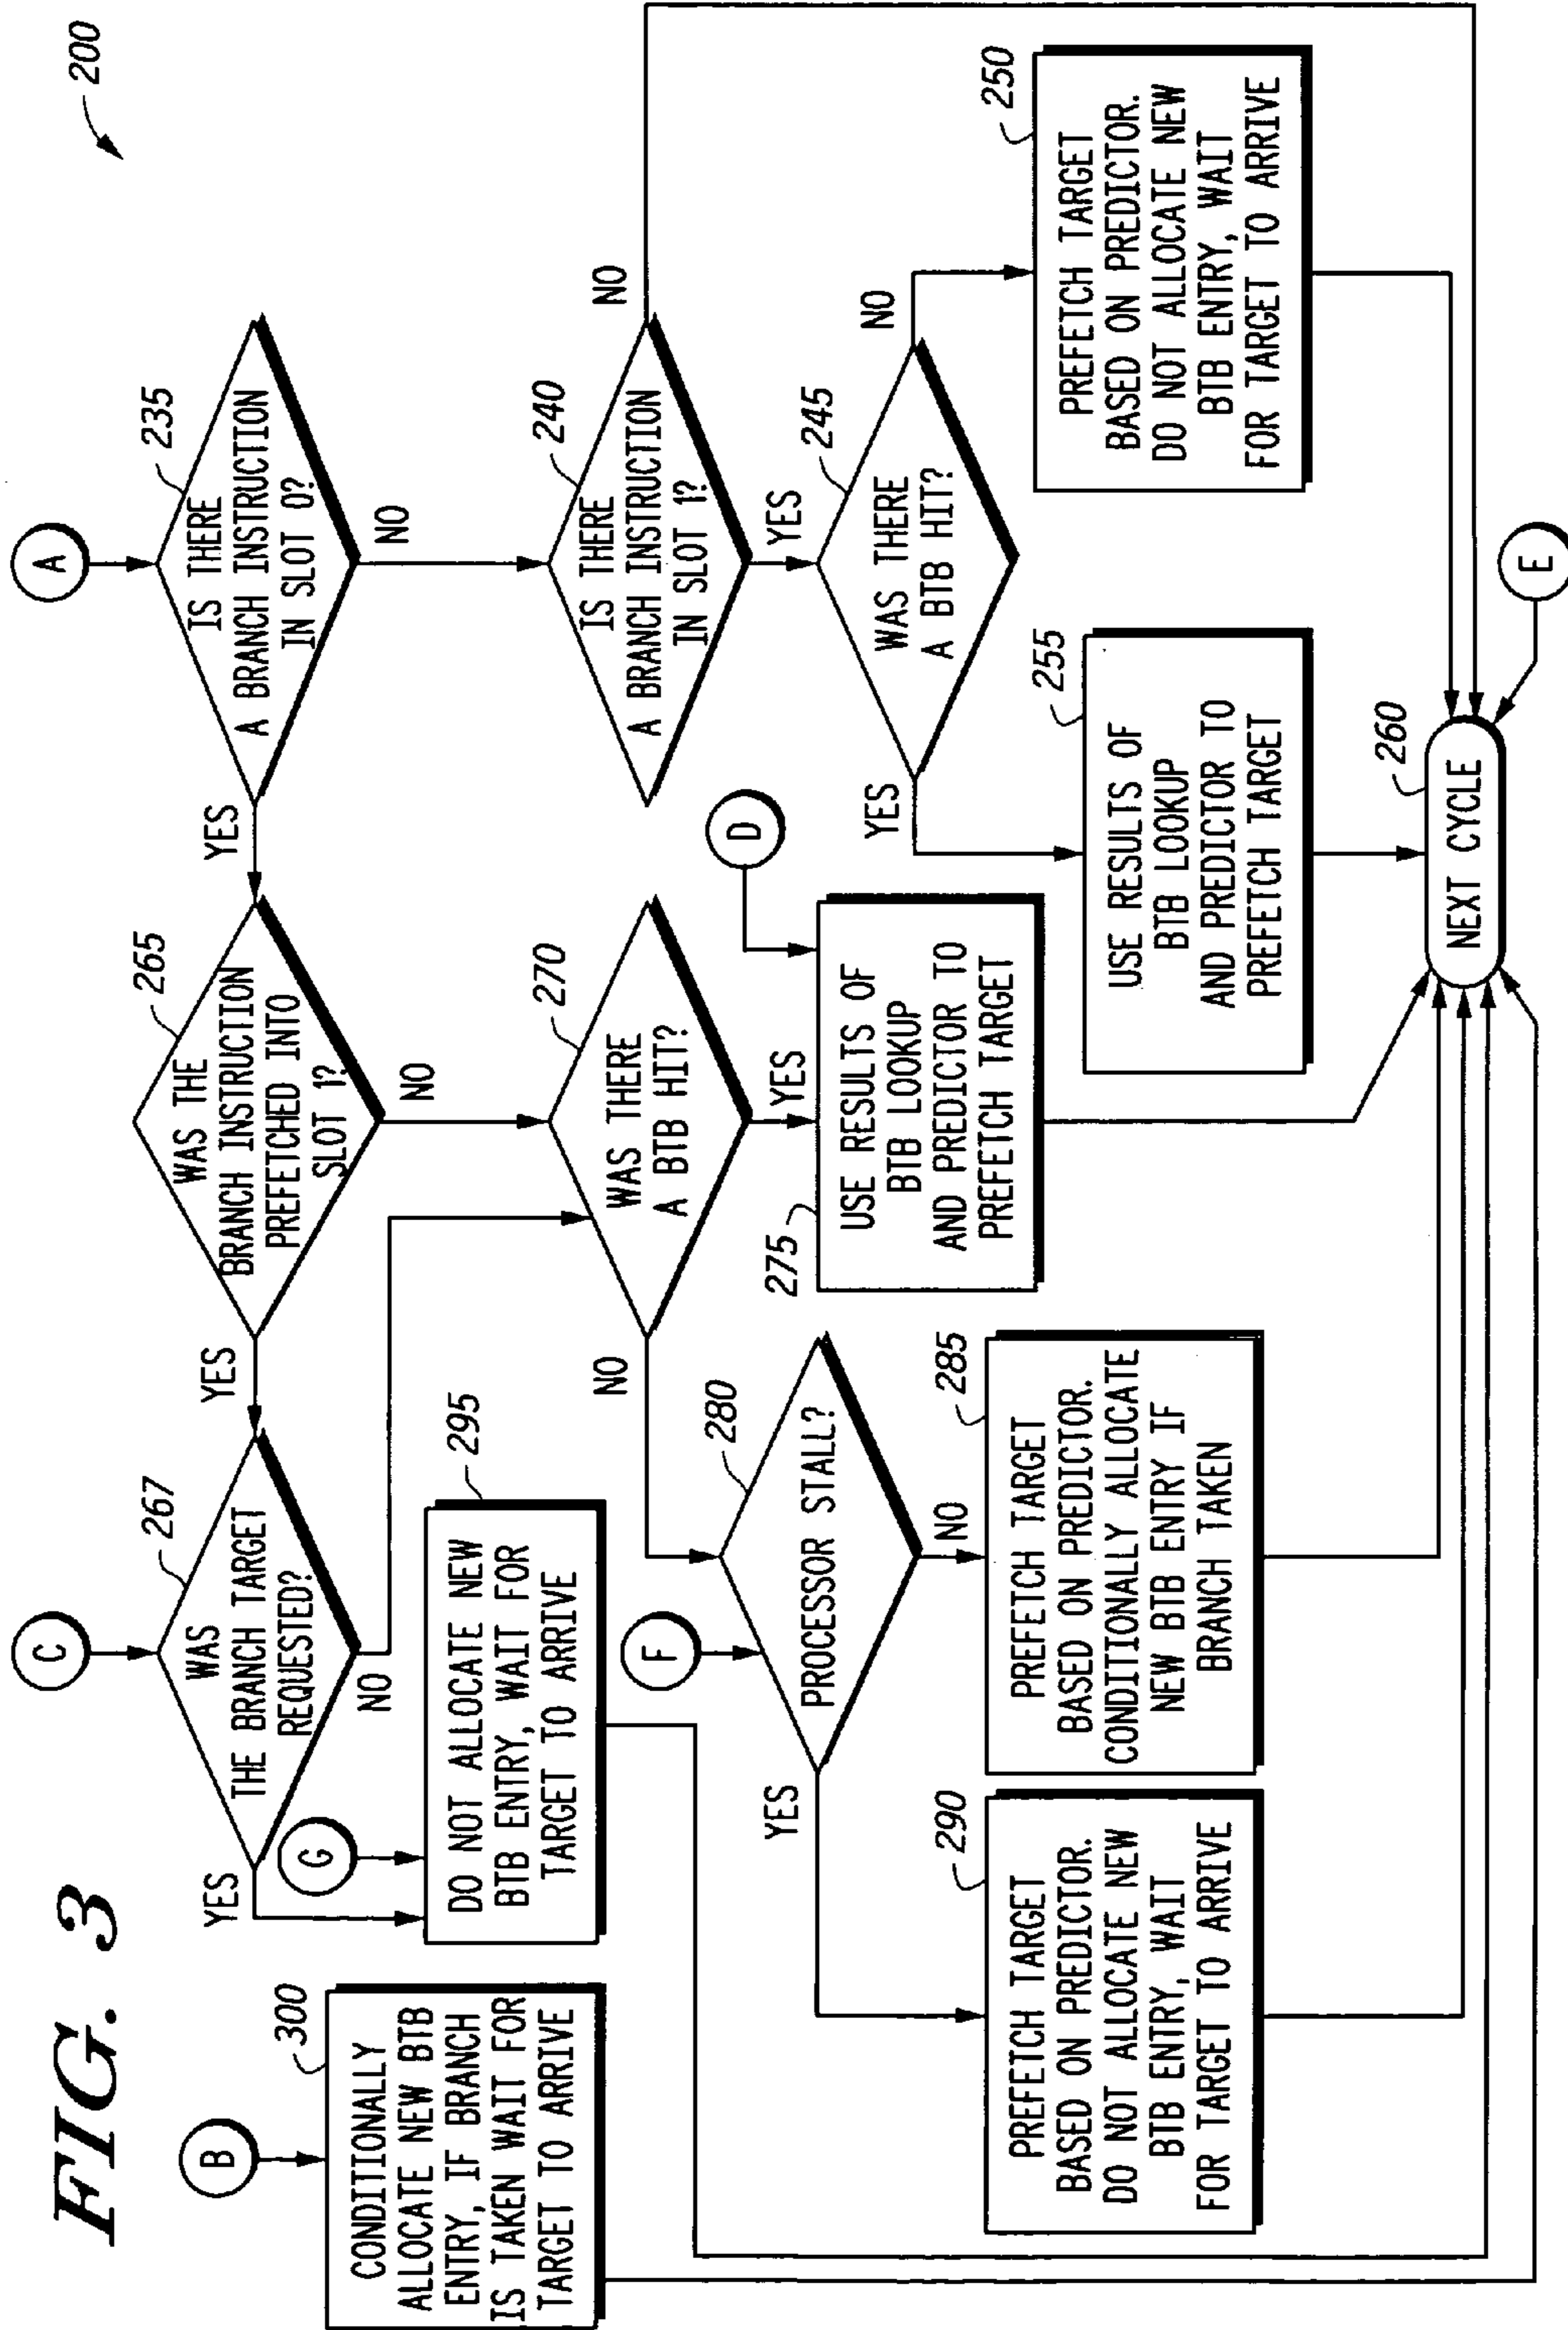 FIG. 3
200
A
IS THERE
A BRANCH INSTRUCTION
IN SLOT 0?
235
YES
NO
IS THERE
A BRANCH INSTRUCTION
IN SLOT 1?
240
NO
YES
WAS THERE
A BTB HIT?
245
YES
NO
PREFETCH TARGET
BASED ON PREDICTOR.
DO NOT ALLOCATE NEW
BTB ENTRY, WAIT
FOR TARGET TO ARRIVE
250
USE RESULTS OF
BTB LOOKUP
AND PREDICTOR TO
PREFETCH TARGET
255
NEXT CYCLE
260
E
WAS THE
BRANCH INSTRUCTION
PREFETCHED INTO
SLOT 1?
265
YES
NO
WAS THERE
A BTB HIT?
270
NO
YES
D
USE RESULTS OF
BTB LOOKUP
AND PREDICTOR TO
PREFETCH TARGET
275
C
WAS
THE BRANCH TARGET
REQUESTED?
267
YES
NO
G
DO NOT ALLOCATE NEW
BTB ENTRY, WAIT FOR
TARGET TO ARRIVE
295
F
PROCESSOR STALL?
280
YES
NO
PREFETCH TARGET
BASED ON PREDICTOR.
CONDITIONALLY ALLOCATE
NEW BTB ENTRY IF
BRANCH TAKEN
285
PREFETCH TARGET
BASED ON PREDICTOR.
DO NOT ALLOCATE NEW
BTB ENTRY, WAIT
FOR TARGET TO ARRIVE
290
B
CONDITIONALLY
ALLOCATE NEW BTB
ENTRY, IF BRANCH
IS TAKEN WAIT FOR
TARGET TO ARRIVE
300